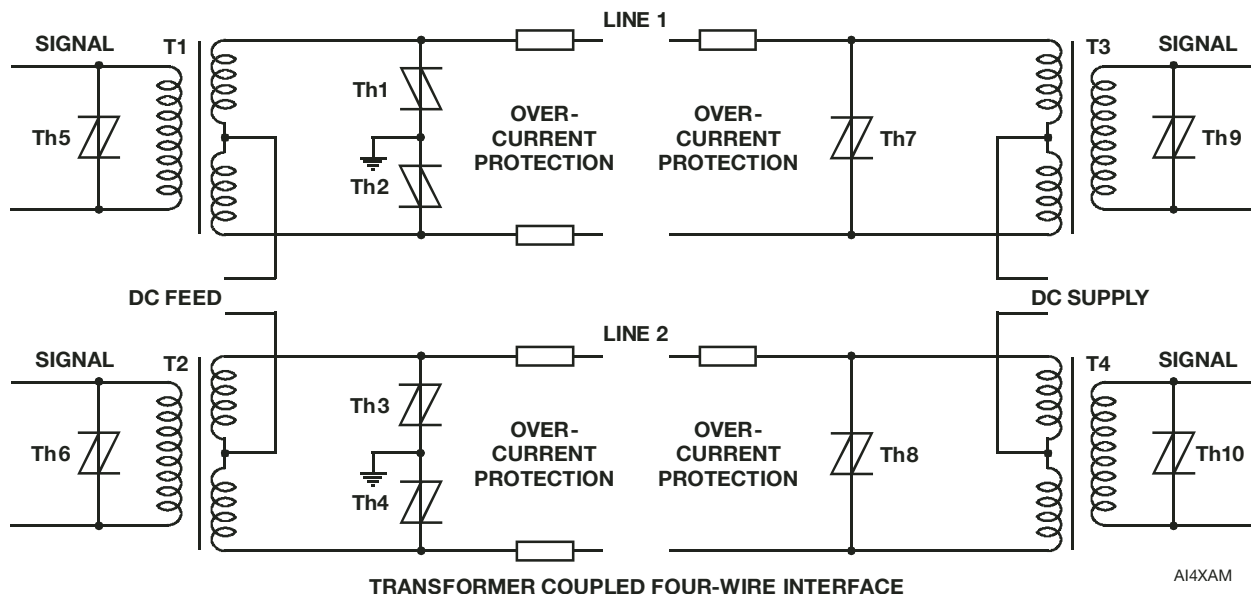 LINE 1
SIGNAL
T1
T3
SIGNAL
Th1
OVER-
CURRENT
PROTECTION
OVER-
CURRENT
PROTECTION
Th5
Th7
Th9
Th2
DC FEED
DC SUPPLY
LINE 2
SIGNAL
T2
T4
SIGNAL
Th3
OVER-
CURRENT
PROTECTION
OVER-
CURRENT
PROTECTION
Th6
Th8
Th10
Th4
AI4XAM
TRANSFORMER COUPLED FOUR-WIRE INTERFACE